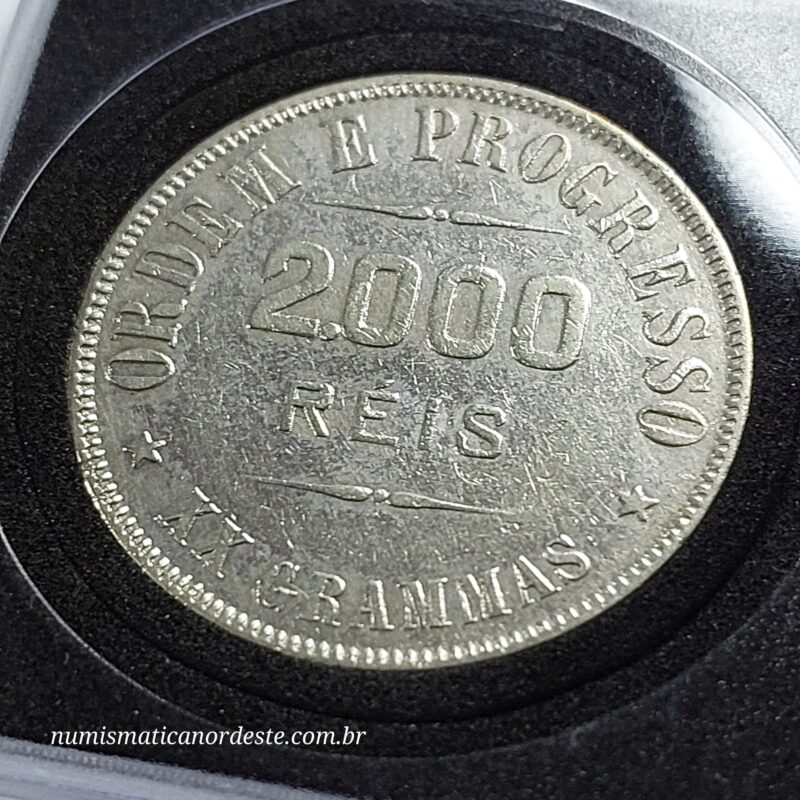 ORDEM E PROGRESSO
2.000
RÉIS
XX GRAMMAS
numismaticanordeste.com.br